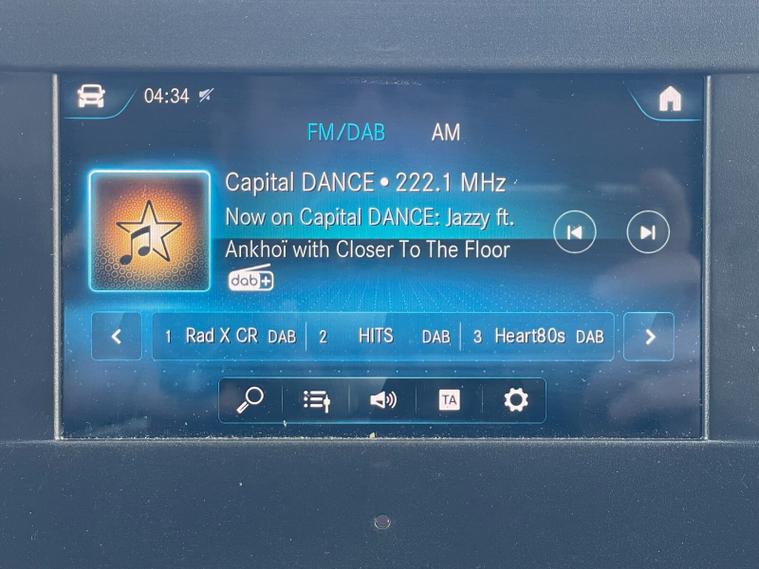 04:34
FM/DAB AM
Capital DANCE • 222.1 MHz
Now on Capital DANCE: Jazzy ft.
Ankhoï with Closer To The Floor
dab+
1 Rad X CR DAB 2 HITS DAB 3 Heart80s DAB
TA